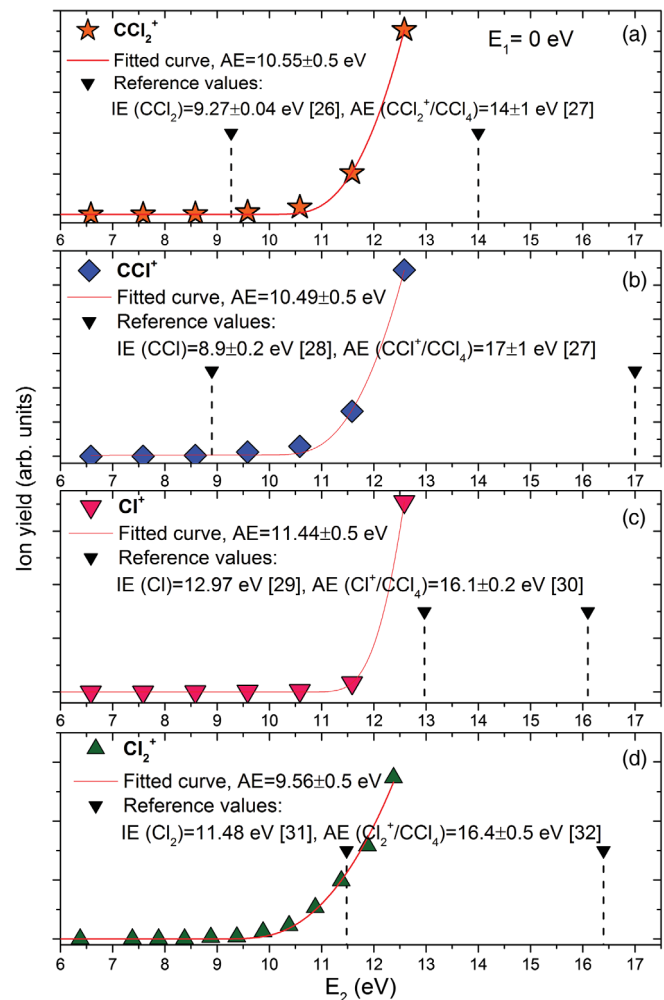 CCl₂⁺
E₁= 0 eV
(a)
Fitted curve, AE=10.55±0.5 eV
Reference values:
IE (CCl₂)=9.27±0.04 eV [26], AE (CCl₂⁺/CCl₄)=14±1 eV [27]
6 7 8 9 10 11 12 13 14 15 16 17
CCl⁺
(b)
Fitted curve, AE=10.49±0.5 eV
Reference values:
IE (CCl)=8.9±0.2 eV [28], AE (CCl⁺/CCl₄)=17±1 eV [27]
6 7 8 9 10 11 12 13 14 15 16 17
Ion yield (arb. units)
Cl⁺
(c)
Fitted curve, AE=11.44±0.5 eV
Reference values:
IE (Cl)=12.97 eV [29], AE (Cl⁺/CCl₄)=16.1±0.2 eV [30]
6 7 8 9 10 11 12 13 14 15 16 17
Cl₂⁺
(d)
Fitted curve, AE=9.56±0.5 eV
Reference values:
IE (Cl₂)=11.48 eV [31], AE (Cl₂⁺/CCl₄)=16.4±0.5 eV [32]
6 7 8 9 10 11 12 13 14 15 16 17
E₂ (eV)